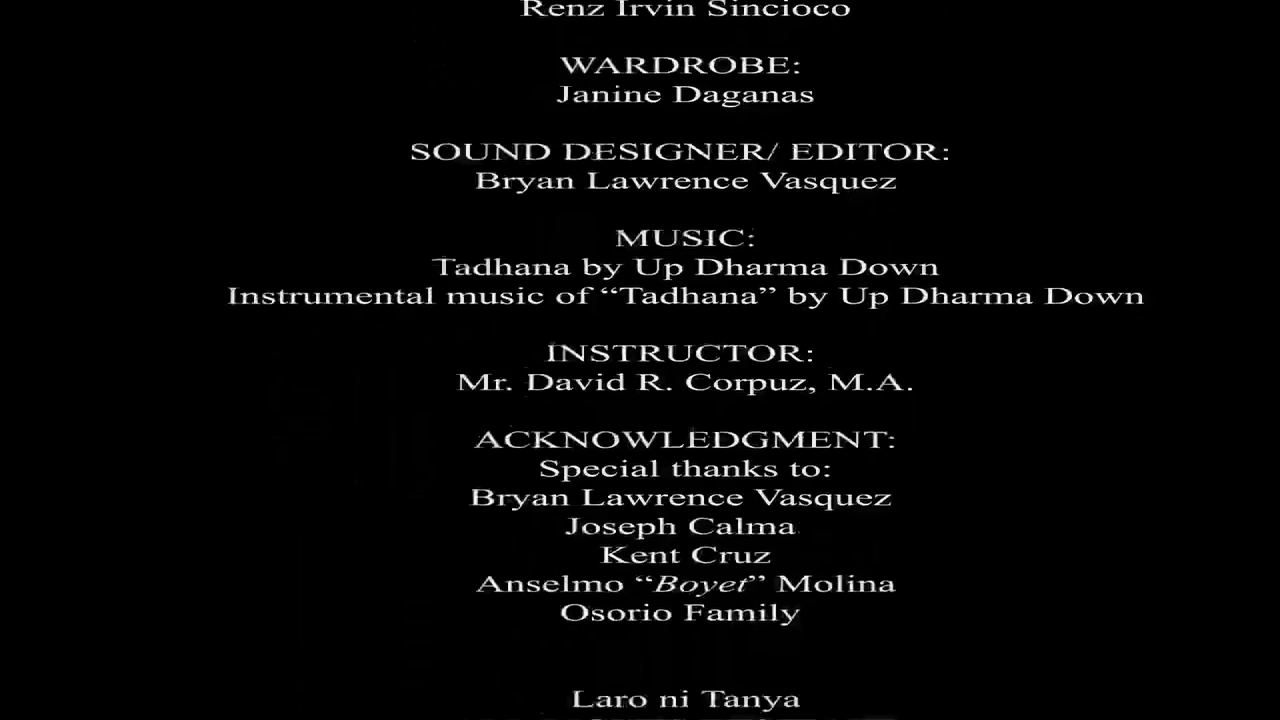 Renz Irvin Sincioco
WARDROBE:
Janine Daganas
SOUND DESIGNER/ EDITOR:
Bryan Lawrence Vasquez
MUSIC:
Tadhana by Up Dharma Down
Instrumental music of “Tadhana” by Up Dharma Down
INSTRUCTOR:
Mr. David R. Corpuz, M.A.
ACKNOWLEDGMENT:
Special thanks to:
Bryan Lawrence Vasquez
Joseph Calma
Kent Cruz
Anselmo “Boyet” Molina
Osorio Family
Laro ni Tanya